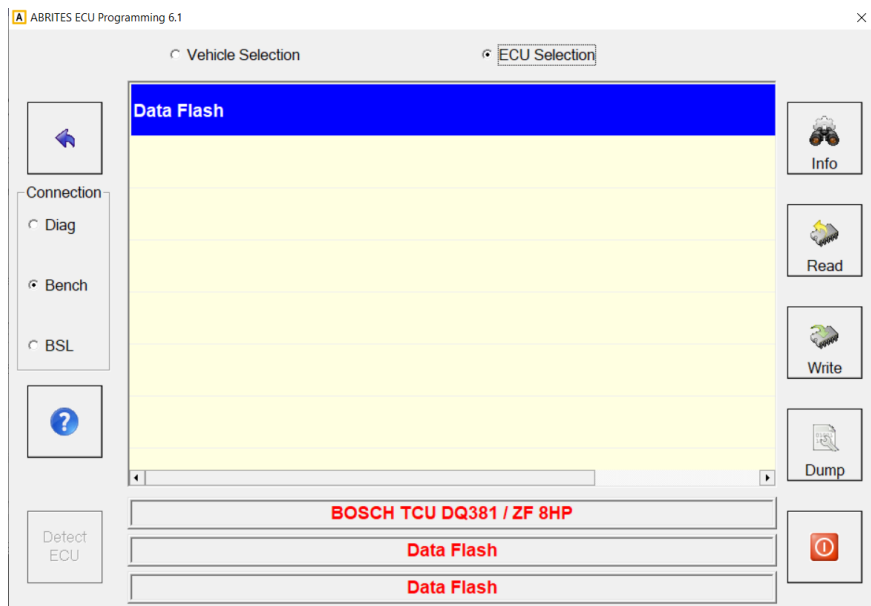 A ABRITES ECU Programming 6.1
Vehicle Selection
ECU Selection
Data Flash
Info
Connection
Diag
Read
Bench
BSL
Write
?
Dump
BOSCH TCU DQ381 / ZF 8HP
Detect
ECU
Data Flash
Data Flash